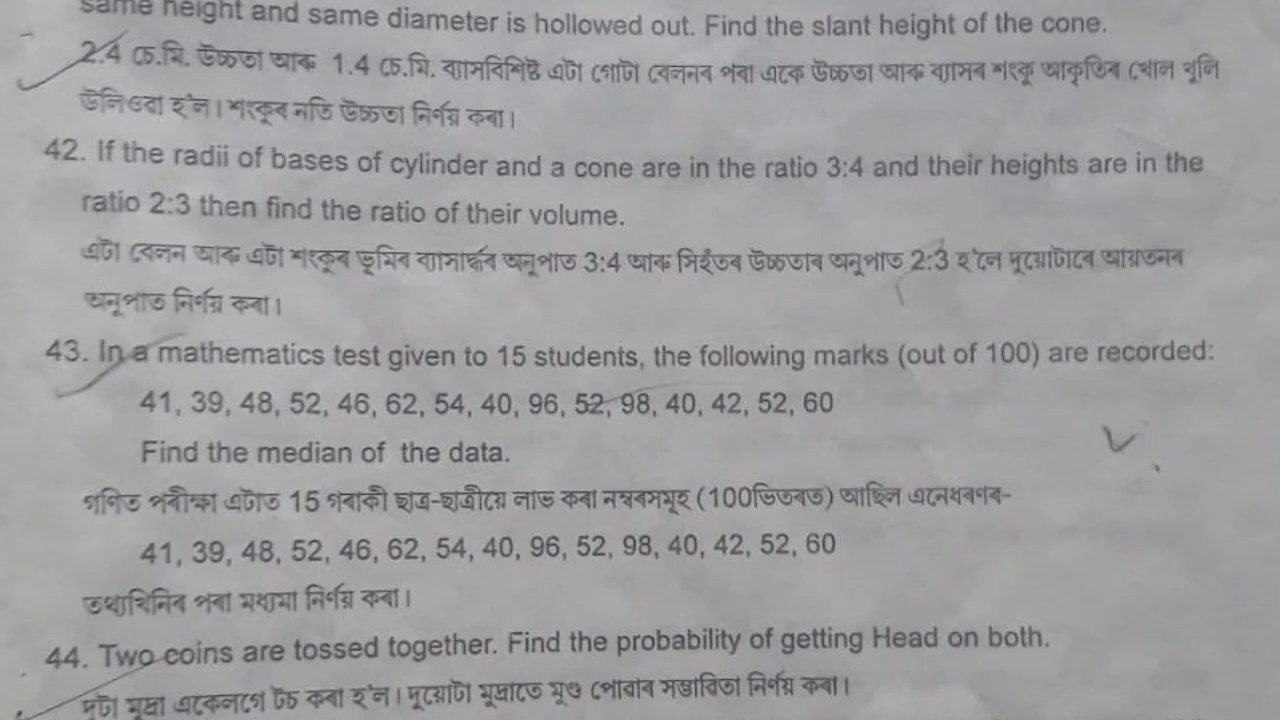 same height and same diameter is hollowed out. Find the slant height of the cone.
2.4 চে.মি. উচ্চতা আৰু 1.4 চে.মি. ব্যাসবিশিষ্ট এটা গোটা বেলনৰ পৰা একে উচ্চতা আৰু ব্যাসৰ শংকু আকৃতিৰ খোল খুলি
উলিওৱা হ'ল। শংকুৰ নতি উচ্চতা নিৰ্ণয় কৰা।
42. If the radii of bases of cylinder and a cone are in the ratio 3:4 and their heights are in the
ratio 2:3 then find the ratio of their volume.
এটা বেলন আৰু এটা শংকুৰ ভূমিৰ ব্যাসাৰ্দ্ধৰ অনুপাত 3:4 আৰু সিহঁতৰ উচ্চতাৰ অনুপাত 2:3 হ'লে দুয়োটাৰে আয়তনৰ
অনুপাত নিৰ্ণয় কৰা।
43. In a mathematics test given to 15 students, the following marks (out of 100) are recorded:
41, 39, 48, 52, 46, 62, 54, 40, 96, 52, 98, 40, 42, 52, 60
Find the median of the data.
গণিত পৰীক্ষা এটাত 15 গৰাকী ছাত্ৰ-ছাত্ৰীয়ে লাভ কৰা নম্বৰসমূহ (100ভিতৰত) আছিল এনেধৰণৰ-
41, 39, 48, 52, 46, 62, 54, 40, 96, 52, 98, 40, 42, 52, 60
তথ্যখিনিৰ পৰা মধ্যমা নিৰ্ণয় কৰা।
44. Two coins are tossed together. Find the probability of getting Head on both.
দুটা মুদ্ৰা একেলগে টচ কৰা হ'ল। দুয়োটা মুদ্ৰাতে মুণ্ড পোৱাৰ সম্ভাৱিতা নিৰ্ণয় কৰা।